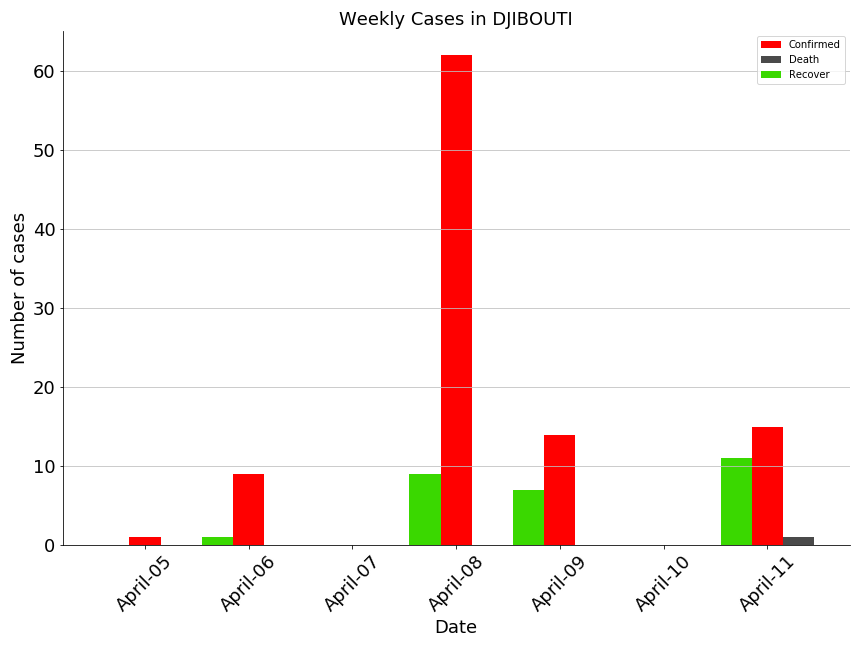 Weekly Cases in DJIBOUTI
Confirmed
Death
Recover
Number of cases
60
50
40
30
20
10
0
April-05
April-06
April-07
April-08
April-09
April-10
April-11
Date